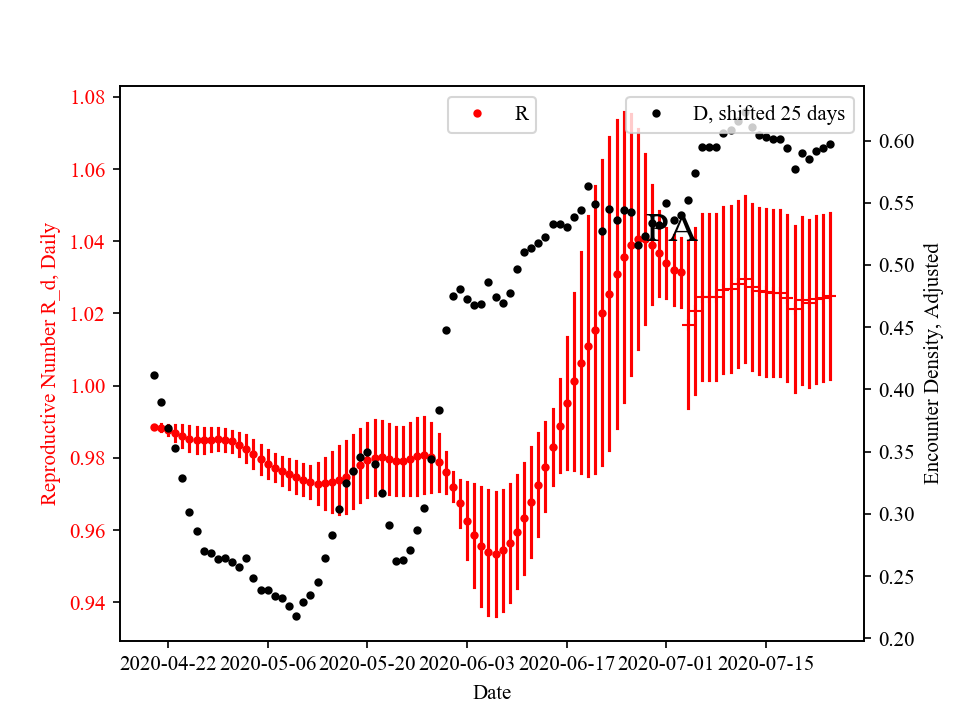 R
D, shifted 25 days
1.08
1.06
1.04
1.02
1.00
0.98
0.96
0.94
Reproductive Number R_d, Daily
PA
0.60
0.55
0.50
0.45
0.40
0.35
0.30
0.25
0.20
Encounter Density, Adjusted
2020-04-22 2020-05-06 2020-05-20 2020-06-03 2020-06-17 2020-07-01 2020-07-15
Date